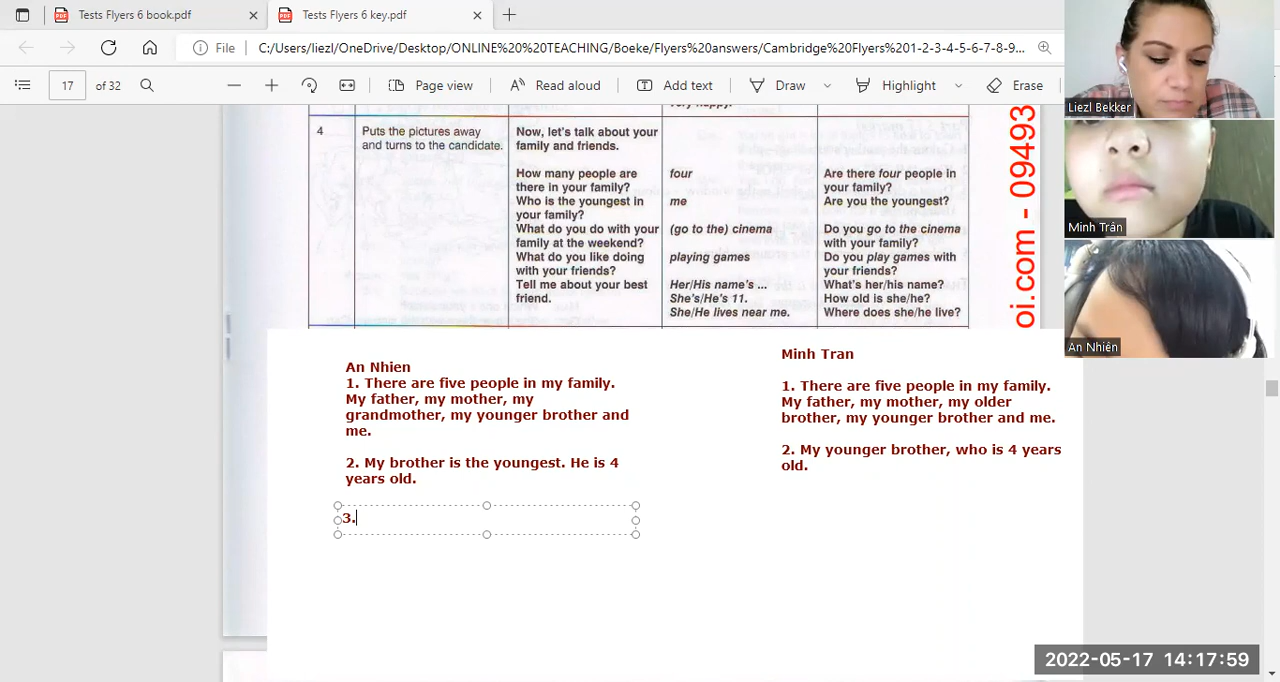 Tests Flyers 6 book.pdf
Tests Flyers 6 key.pdf
File
C:/Users/liezl/OneDrive/Desktop/ONLINE%20%20TEACHING/Boeke/Flyers%20answers/Cambridge%20Flyers%201-2-3-4-5-6-7-8-9...
17
of 32
Page view
Read aloud
Add text
Draw
Highlight
Erase
very happy.
4
Puts the pictures away
and turns to the candidate.
Now, let's talk about your
family and friends.
How many people are
there in your family?
Who is the youngest in
your family?
What do you do with your
family at the weekend?
What do you like doing
with your friends?
Tell me about your best
friend.
four
me
(go to the) cinema
playing games
Her/His name's ...
She's/He's 11.
She/He lives near me.
Are there four people in
your family?
Are you the youngest?
Do you go to the cinema
with your family?
Do you play games with
your friends?
What's her/his name?
How old is she/he?
Where does she/he live?
oi.com - 09493
An Nhien
1. There are five people in my family.
My father, my mother, my
grandmother, my younger brother and
me.
2. My brother is the youngest. He is 4
years old.
3.
Minh Tran
1. There are five people in my family.
My father, my mother, my older
brother, my younger brother and me.
2. My younger brother, who is 4 years
old.
Liezl Bekker
Minh Trân
An Nhiên
2022-05-17 14:17:59